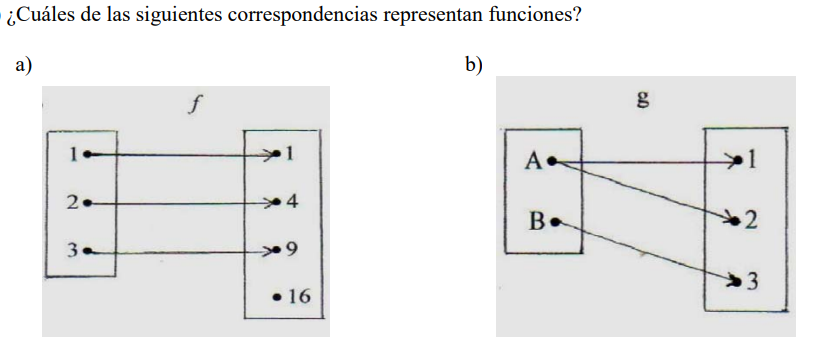 ¿Cuáles de las siguientes correspondencias representan funciones?
a)
b)
f
1
1
2
4
3
9
16
g
A
1
2
B
3